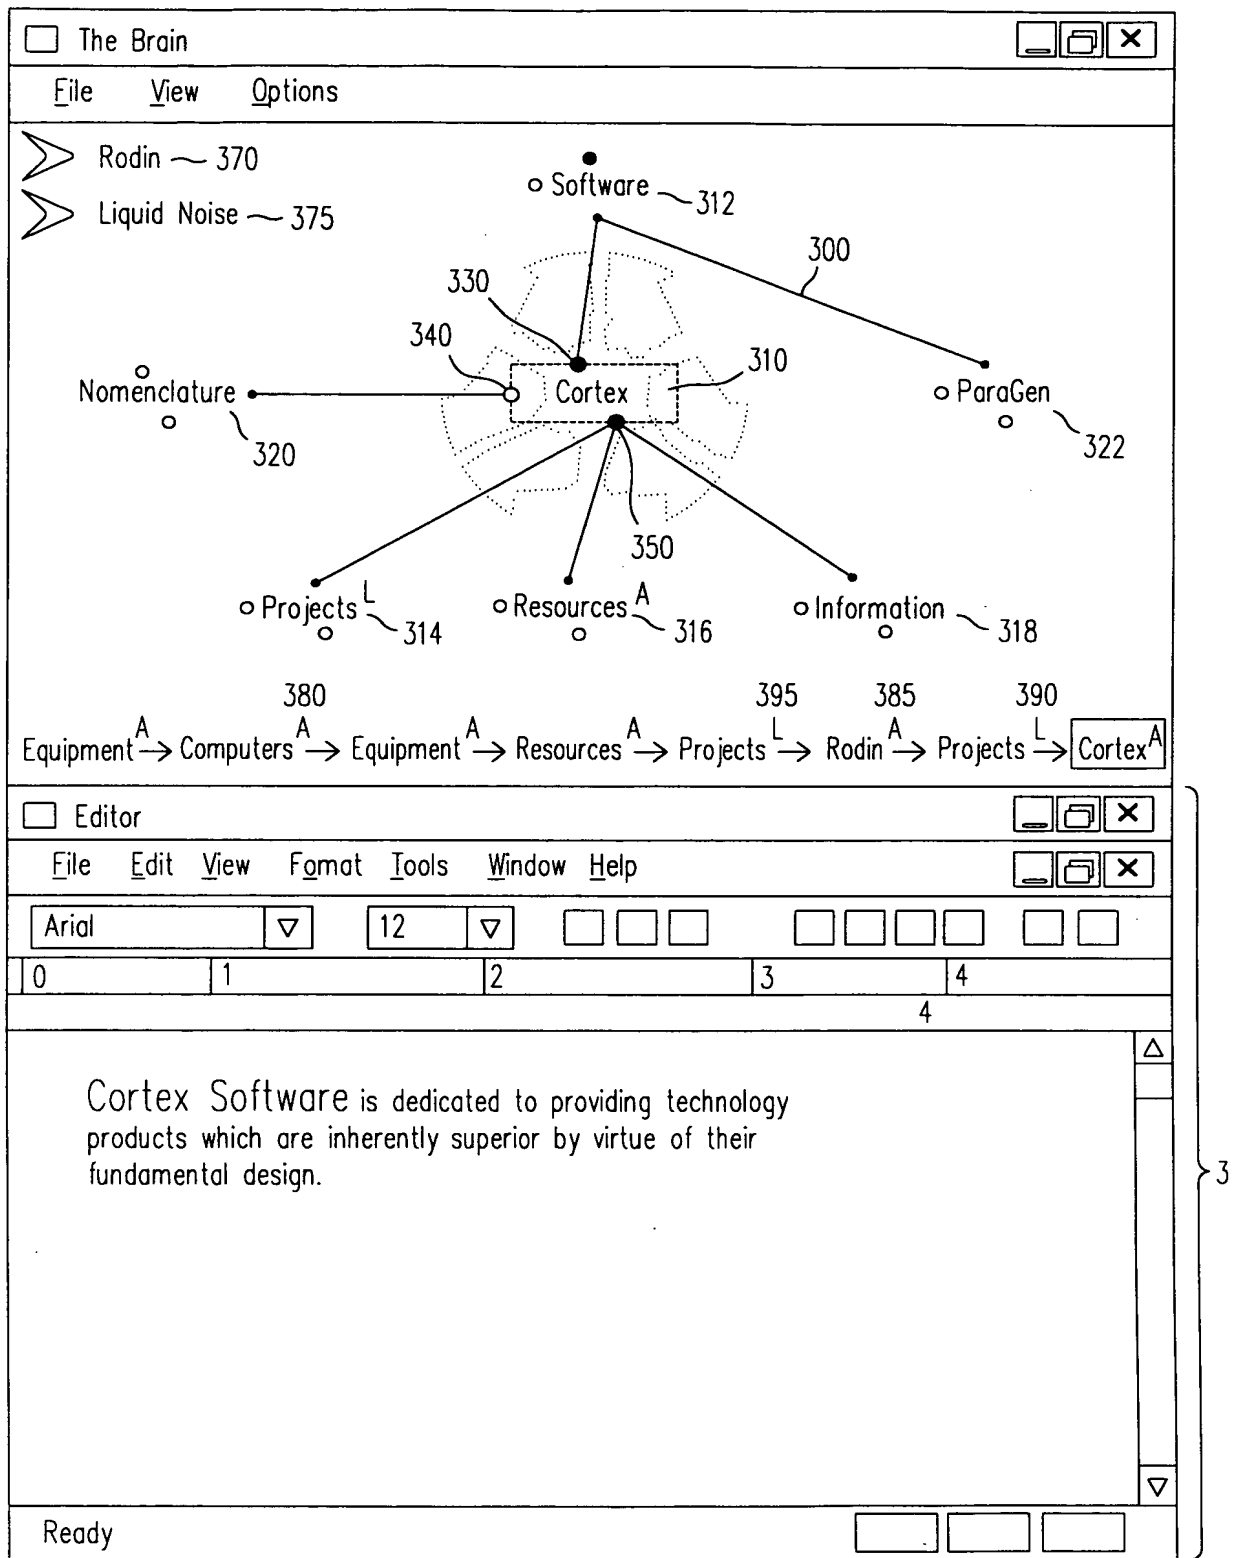 The Brain
File View Options
Rodin 370
Software 312
Liquid Noise 375
300
330
340
310
Cortex
Nomenclature
ParaGen
320
322
350
Projects L Resources A Information
314 316 318
380 395 385 390
Equipment A → Computers A → Equipment A → Resources A → Projects L → Rodin A → Projects L → Cortex A
Editor
File Edit View Fomat Tools Window Help
Arial 12
0 1 2 3 4
4
Cortex Software is dedicated to providing technology
products which are inherently superior by virtue of their
fundamental design.
3
Ready